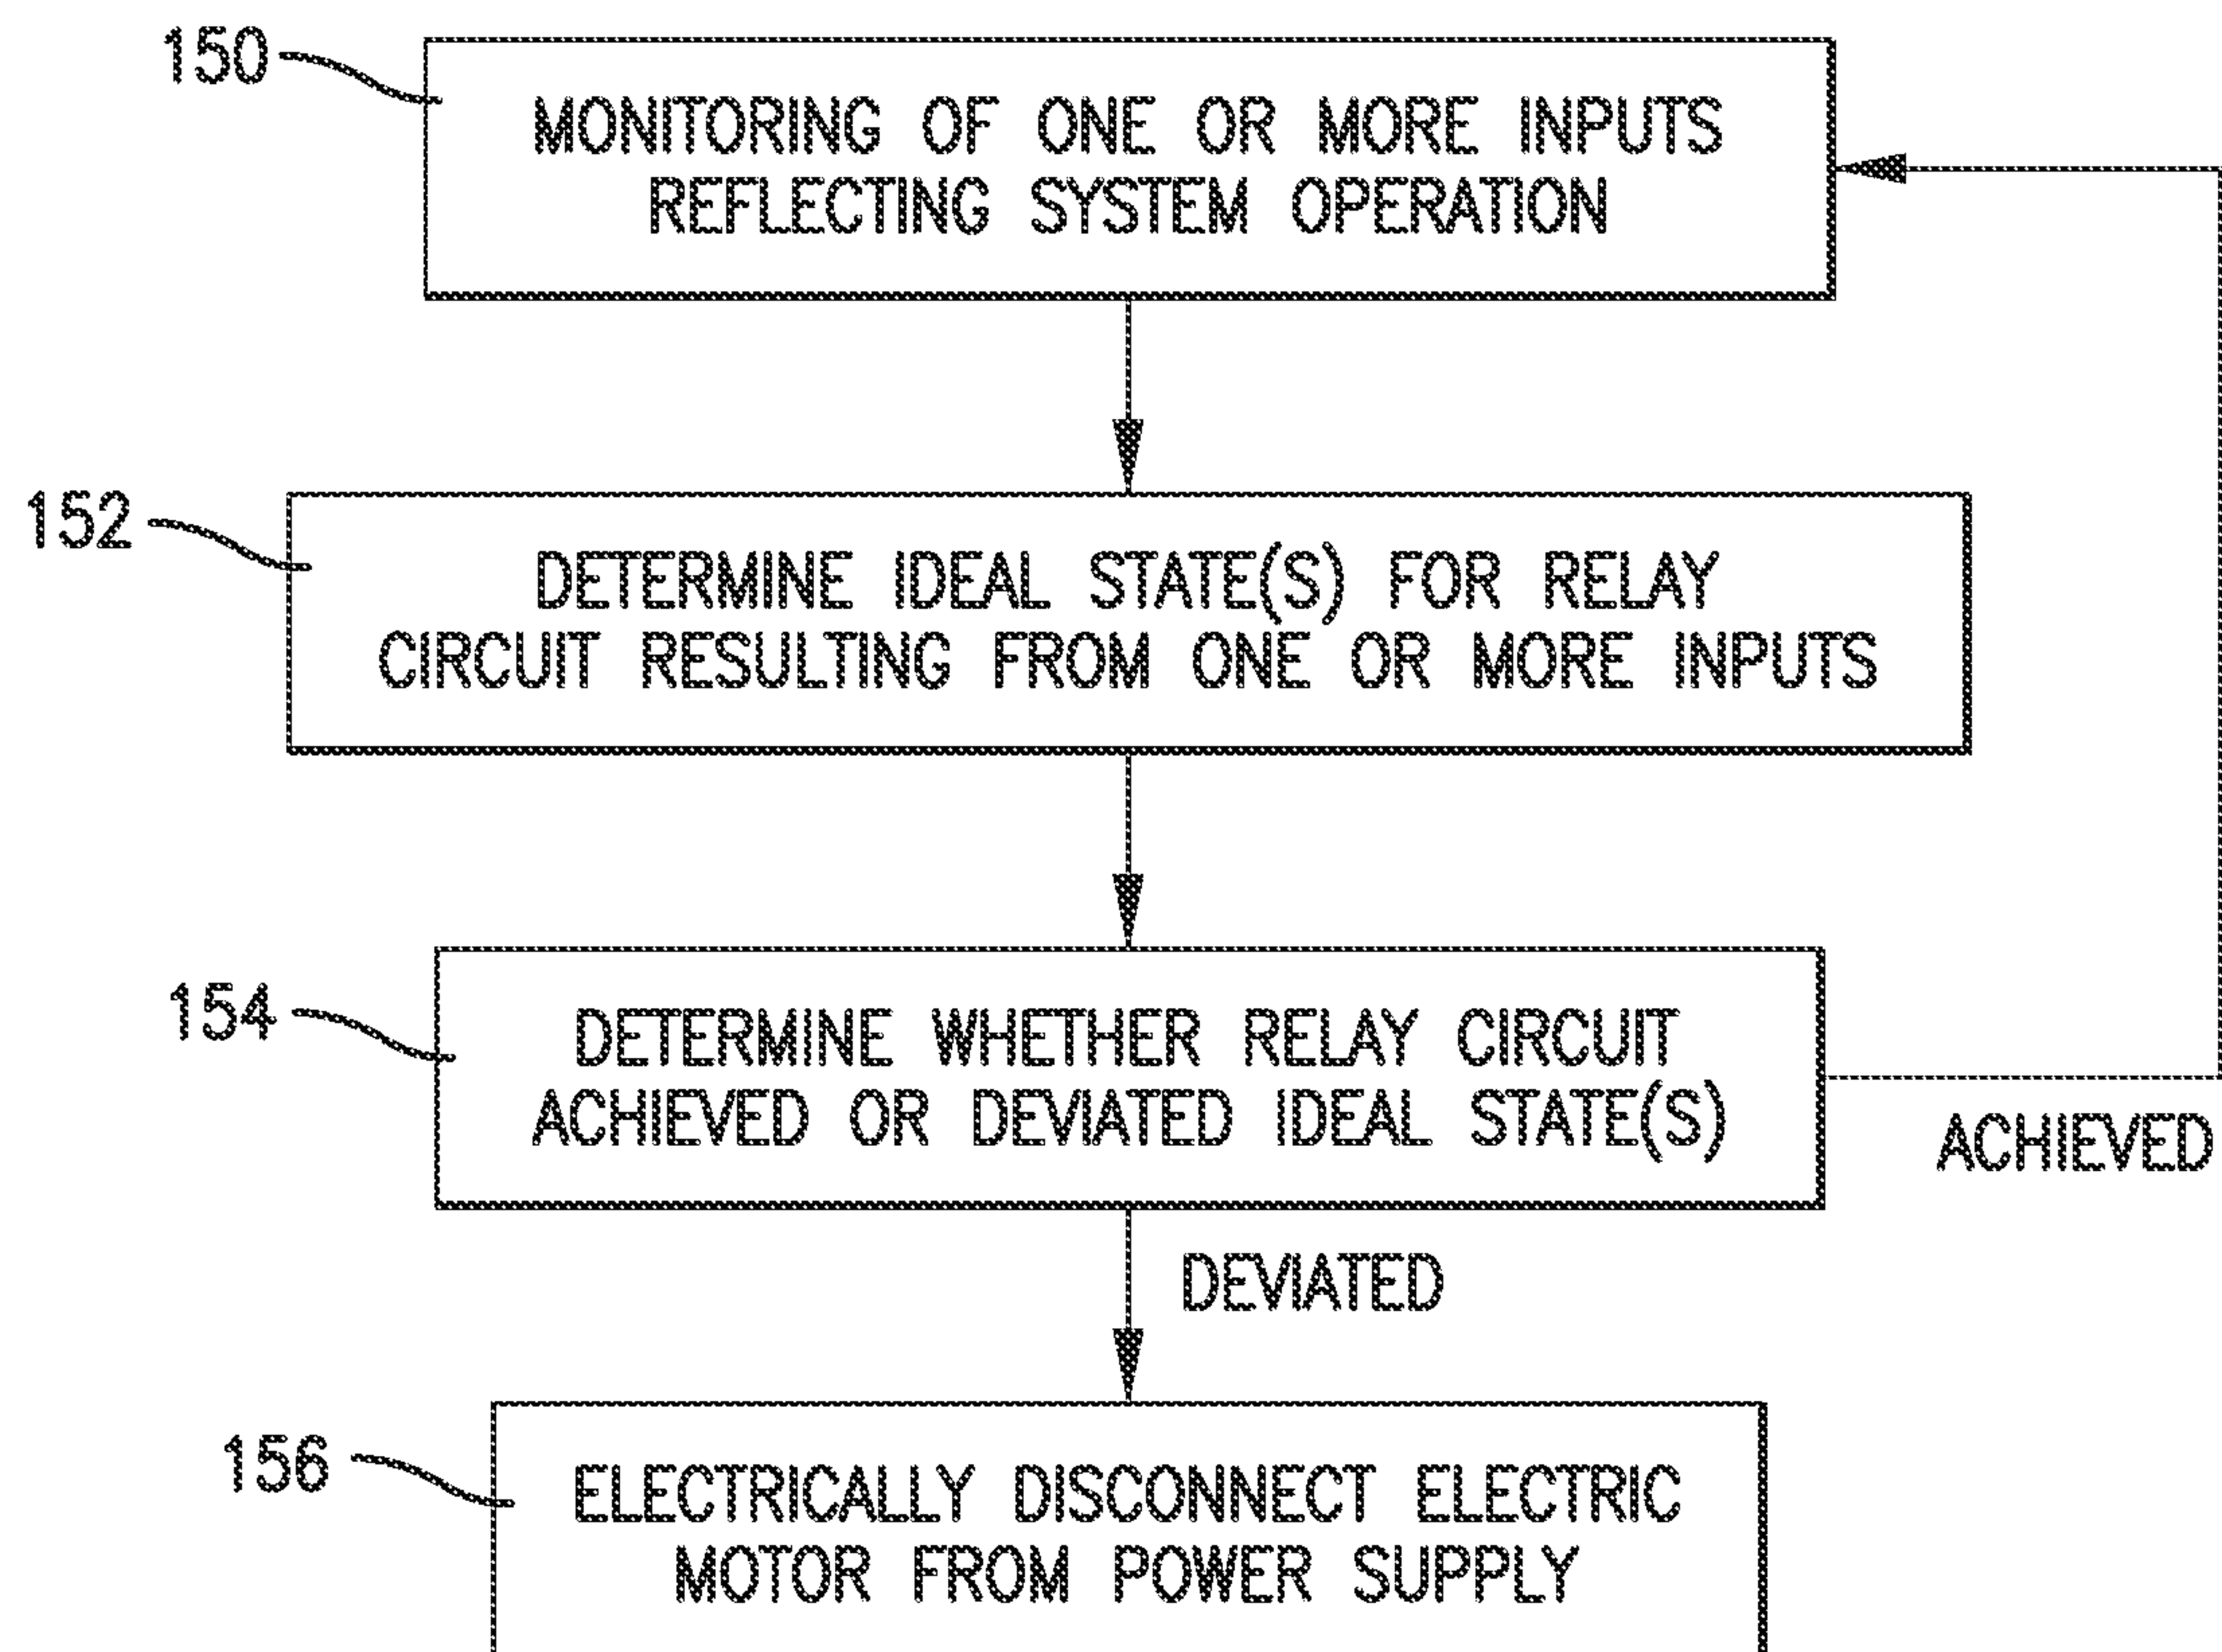 150
MONITORING OF ONE OR MORE INPUTS
REFLECTING SYSTEM OPERATION
152
DETERMINE IDEAL STATE(S) FOR RELAY
CIRCUIT RESULTING FROM ONE OR MORE INPUTS
154
DETERMINE WHETHER RELAY CIRCUIT
ACHIEVED OR DEVIATED IDEAL STATE(S)
ACHIEVED
DEVIATED
156
ELECTRICALLY DISCONNECT ELECTRIC
MOTOR FROM POWER SUPPLY